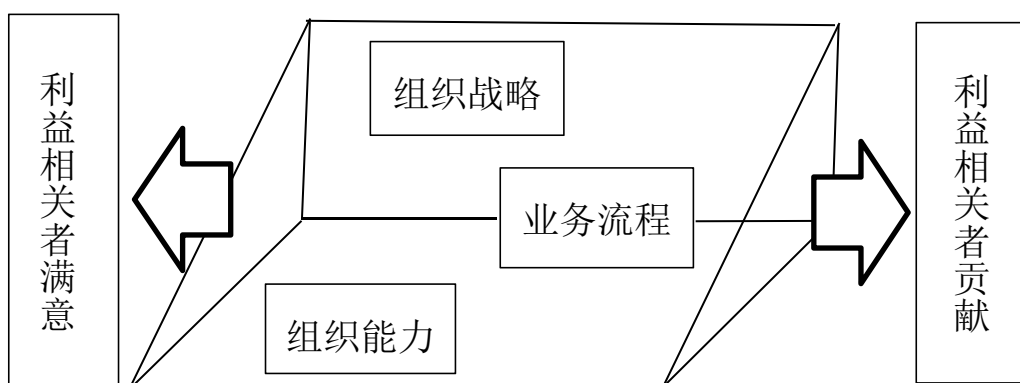 利益相关者满意
组织战略
业务流程
组织能力
利益相关者贡献